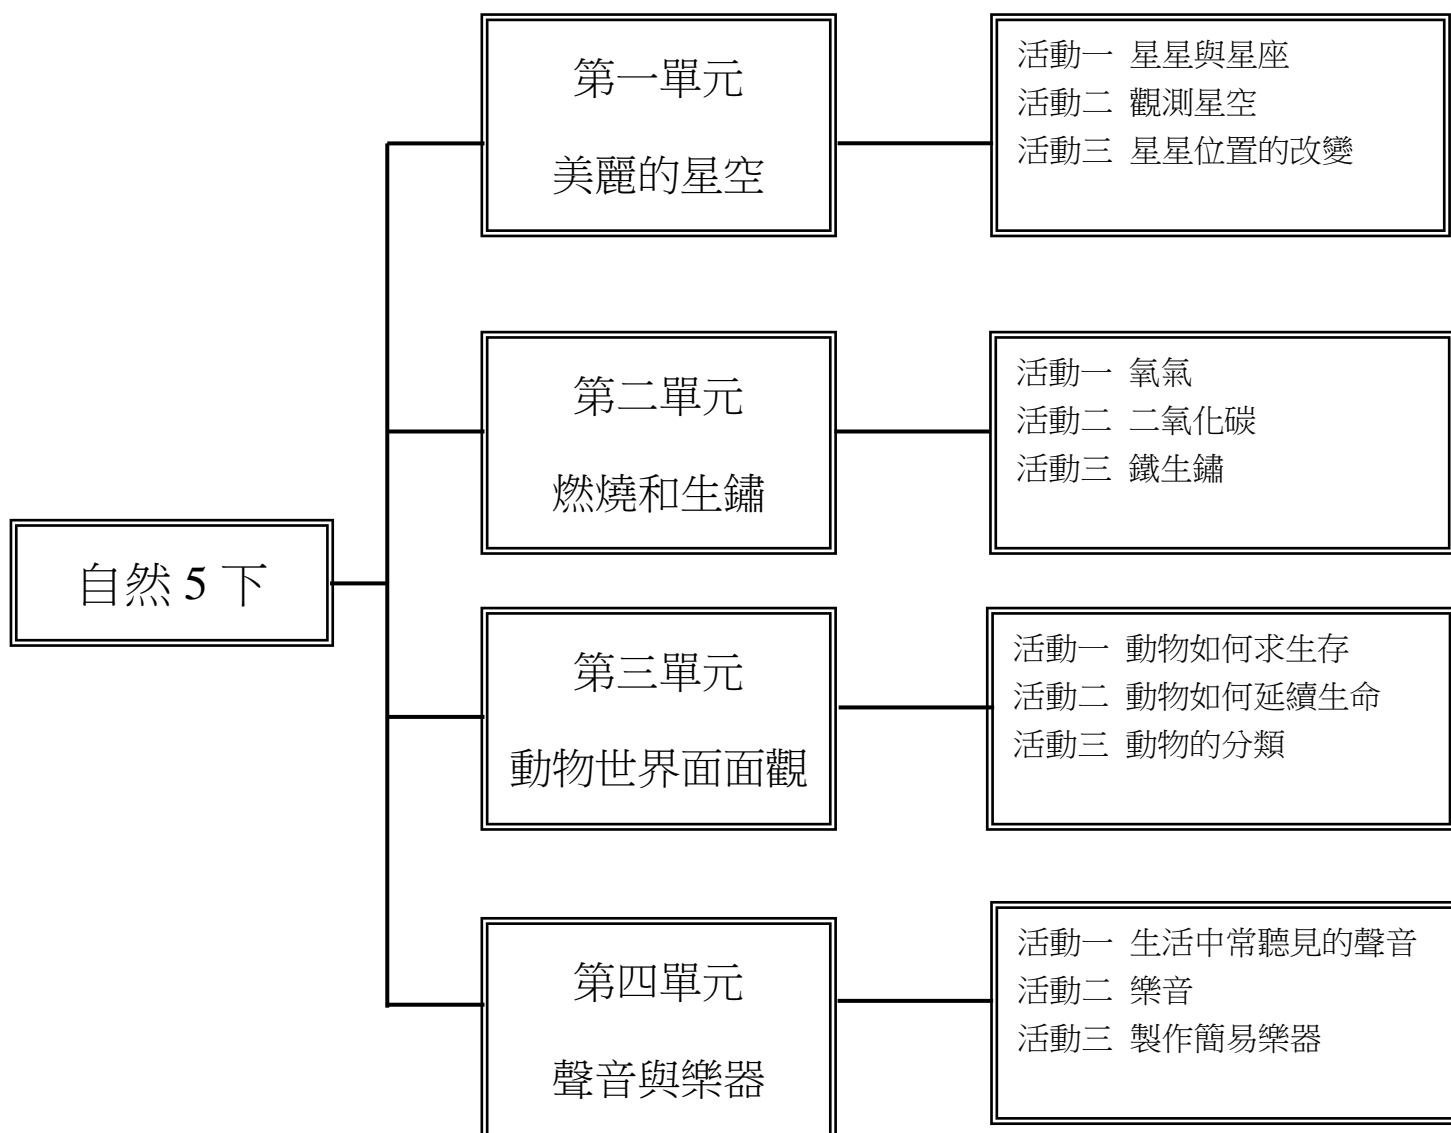 第一單元
美麗的星空
活動一 星星與星座
活動二 觀測星空
活動三 星星位置的改變
第二單元
燃燒和生鏽
活動一 氧氣
活動二 二氧化碳
活動三 鐵生鏽
自然 5 下
第三單元
動物世界面面觀
活動一 動物如何求生存
活動二 動物如何延續生命
活動三 動物的分類
第四單元
聲音與樂器
活動一 生活中常聽見的聲音
活動二 樂音
活動三 製作簡易樂器